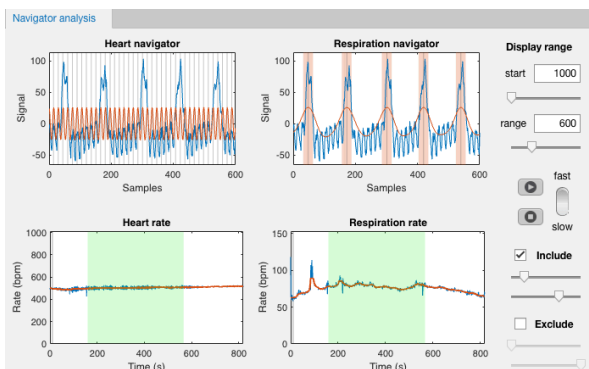 Navigator analysis
Heart navigator
Respiration navigator
Display range
Signal
100
50
0
-50
0
200
400
600
Samples
Signal
100
50
0
-50
0
200
400
600
Samples
start
1000
range
600
fast
slow
Heart rate
Respiration rate
Rate (bpm)
1000
800
600
400
200
0
0
200
400
600
800
Time (s)
Rate (bpm)
150
100
50
0
0
200
400
600
800
Time (s)
Include
Exclude